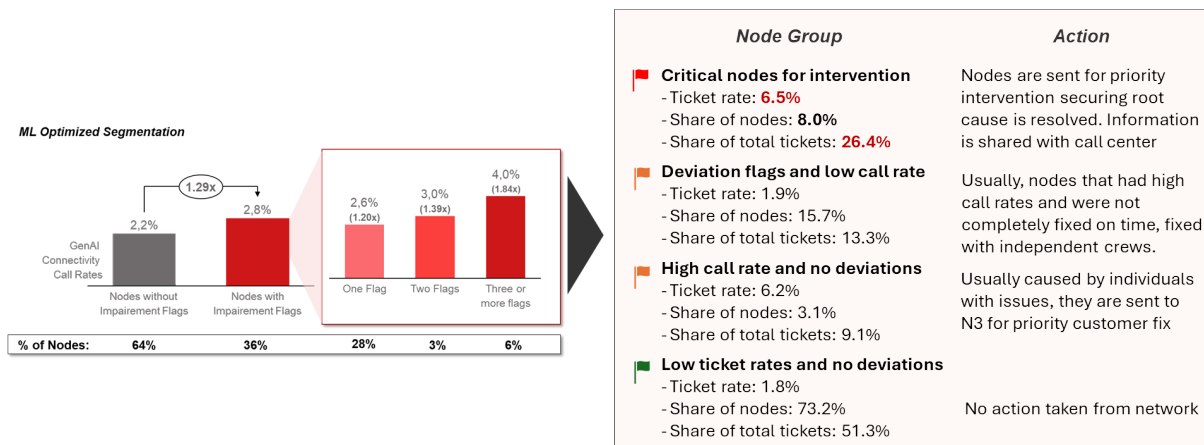 ML Optimized Segmentation
1.29x
2,2%
2,8%
GenAI
Connectivity
Call Rates
Nodes without
Impairement Flags
Nodes with
Impairement Flags
2,6%
(1.20x)
3,0%
(1.39x)
4,0%
(1.84x)
One Flag
Two Flags
Three or
more flags
% of Nodes:
64%
36%
28%
3%
6%
Node Group
Action
Critical nodes for intervention
- Ticket rate: 6.5%
- Share of nodes: 8.0%
- Share of total tickets: 26.4%
Nodes are sent for priority
intervention securing root
cause is resolved. Information
is shared with call center
Deviation flags and low call rate
- Ticket rate: 1.9%
- Share of nodes: 15.7%
- Share of total tickets: 13.3%
Usually, nodes that had high
call rates and were not
completely fixed on time, fixed
with independent crews.
High call rate and no deviations
- Ticket rate: 6.2%
- Share of nodes: 3.1%
- Share of total tickets: 9.1%
Usually caused by individuals
with issues, they are sent to
N3 for priority customer fix
Low ticket rates and no deviations
- Ticket rate: 1.8%
- Share of nodes: 73.2%
- Share of total tickets: 51.3%
No action taken from network